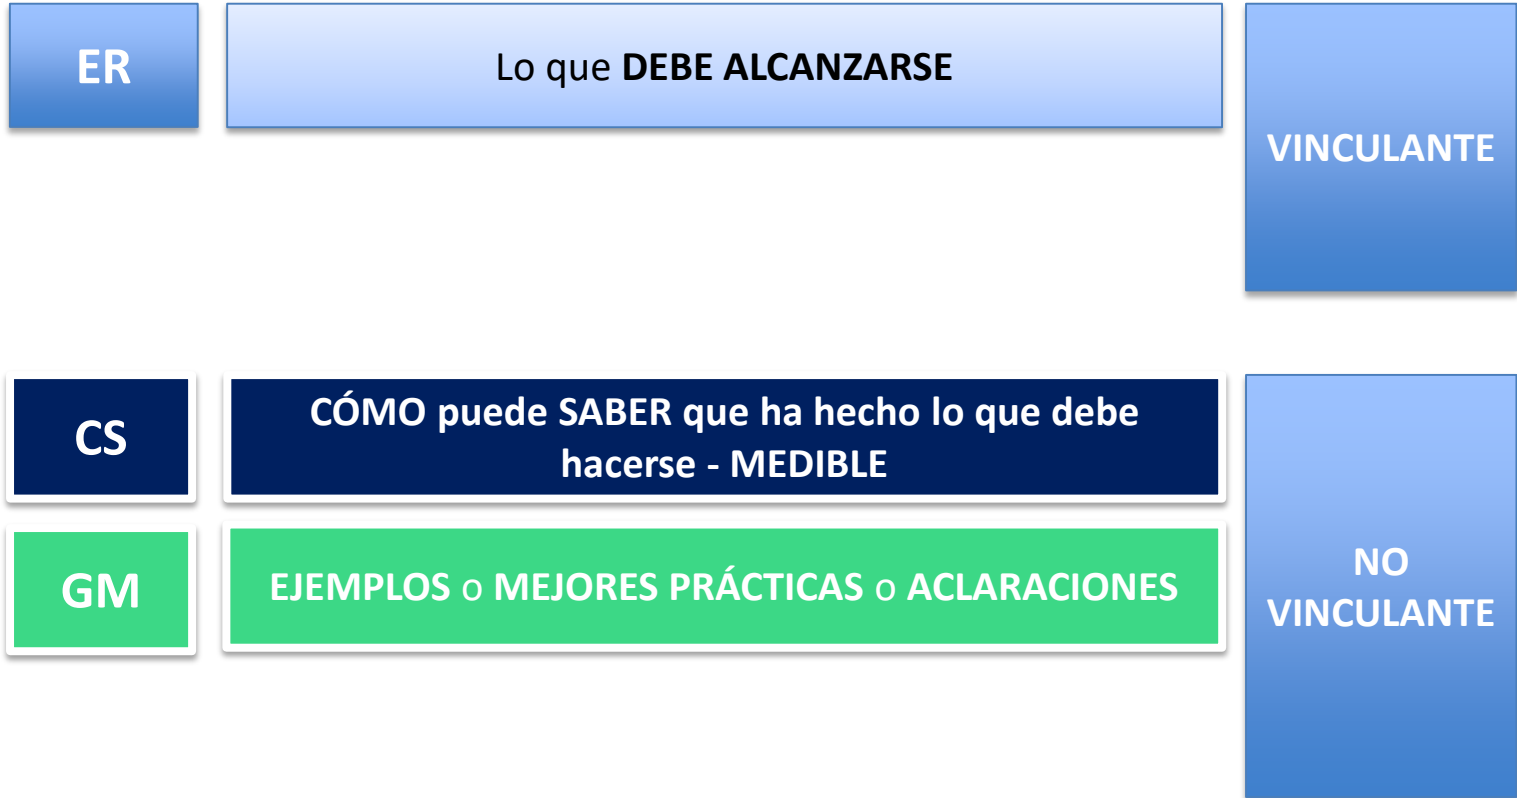 ER
Lo que DEBE ALCANZARSE
VINCULANTE
CS
CÓMO puede SABER que ha hecho lo que debe
hacerse - MEDIBLE
GM
EJEMPLOS o MEJORES PRÁCTICAS o ACLARACIONES
NO
VINCULANTE